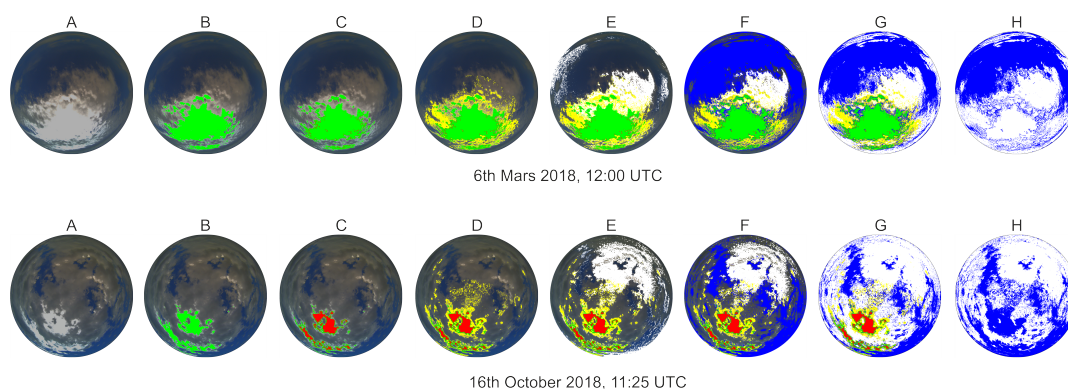 A B C D E F G H
6th Mars 2018, 12:00 UTC
A B C D E F G H
16th October 2018, 11:25 UTC